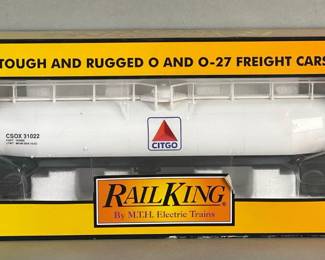 TOUGH AND RUGGED O AND O-27 FREIGHT CARS
CSOX 31022
CITGO
RAILKING
By M.T.H. Electric Trains